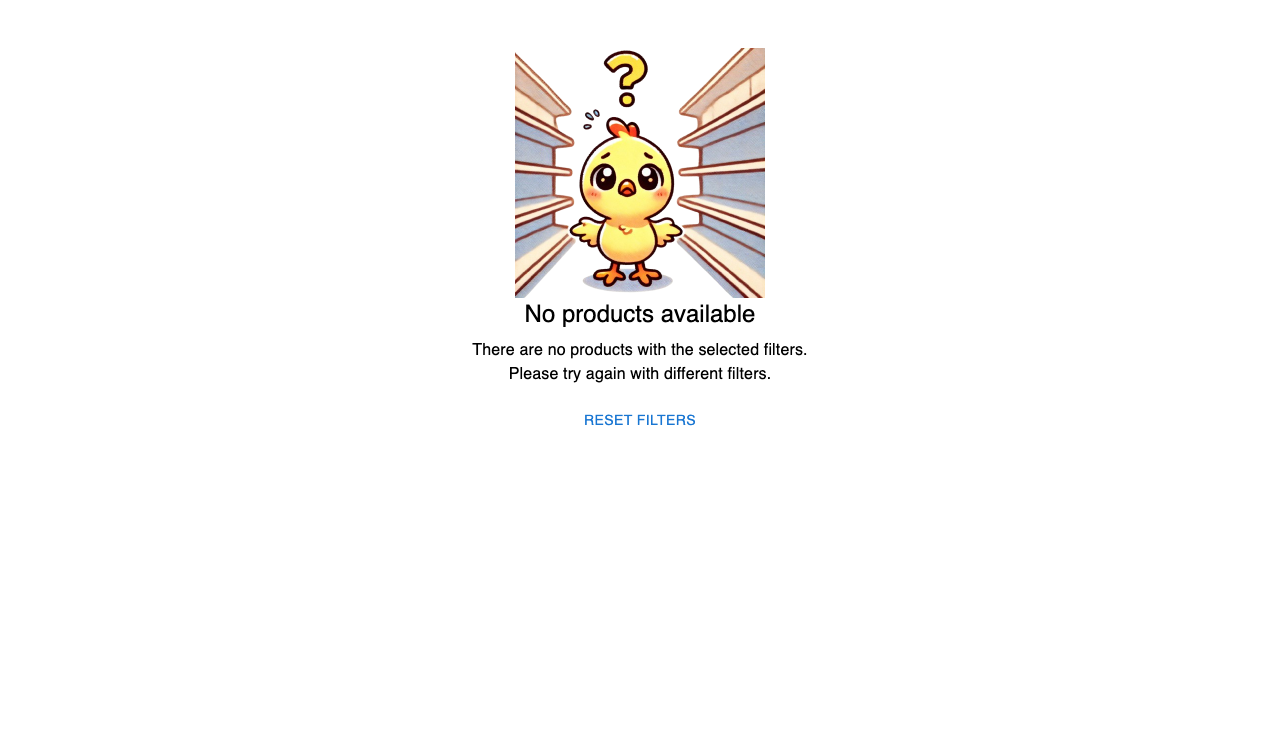 ?
No products available
There are no products with the selected filters.
Please try again with different filters.
RESET FILTERS